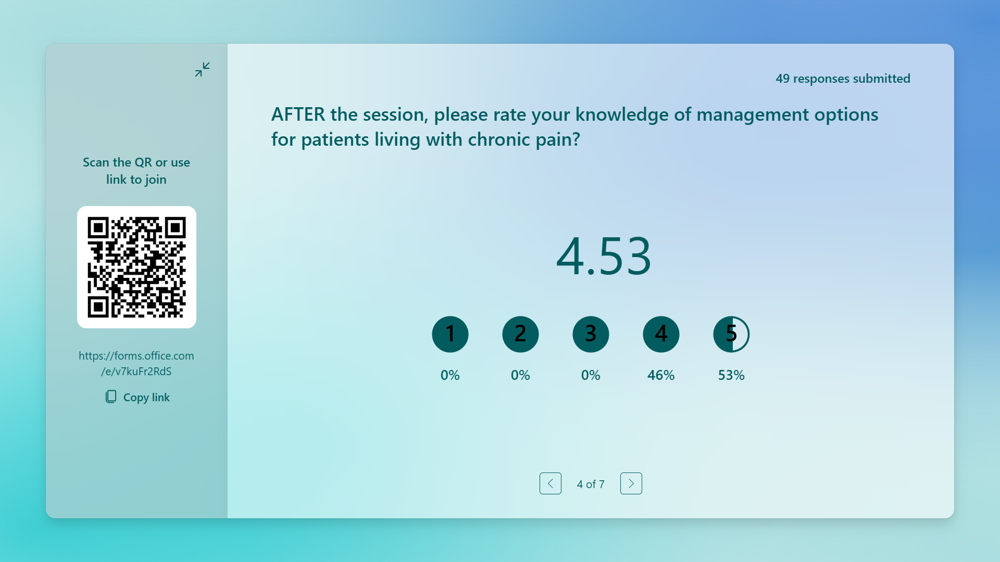 Scan the QR or use
link to join
https://forms.office.com
/e/v7kuFr2RdS
Copy link
49 responses submitted
AFTER the session, please rate your knowledge of management options
for patients living with chronic pain?
4.53
1 2 3 4 5
0% 0% 0% 46% 53%
4 of 7